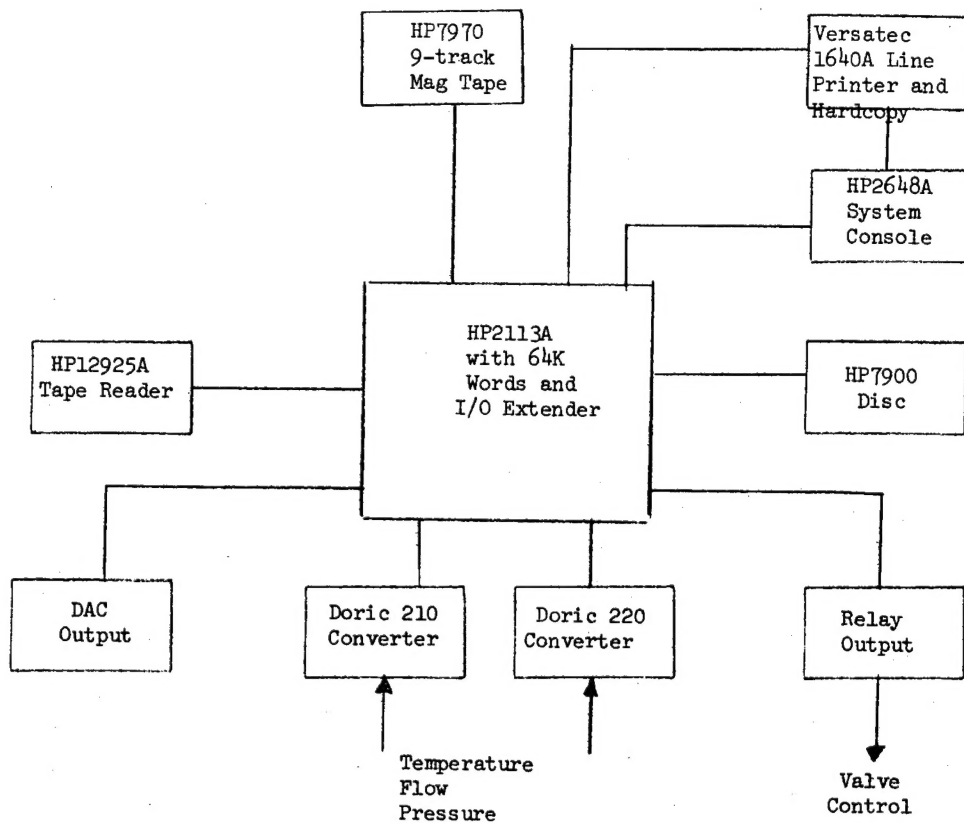 HP7970
9-track
Mag Tape
Versatec
1640A Line
Printer and
Hardcopy
HP2648A
System
Console
HP2113A
with 64K
Words and
I/O Extender
HP12925A
Tape Reader
HP7900
Disc
DAC
Output
Doric 210
Converter
Doric 220
Converter
Relay
Output
Temperature
Flow
Pressure
Valve
Control